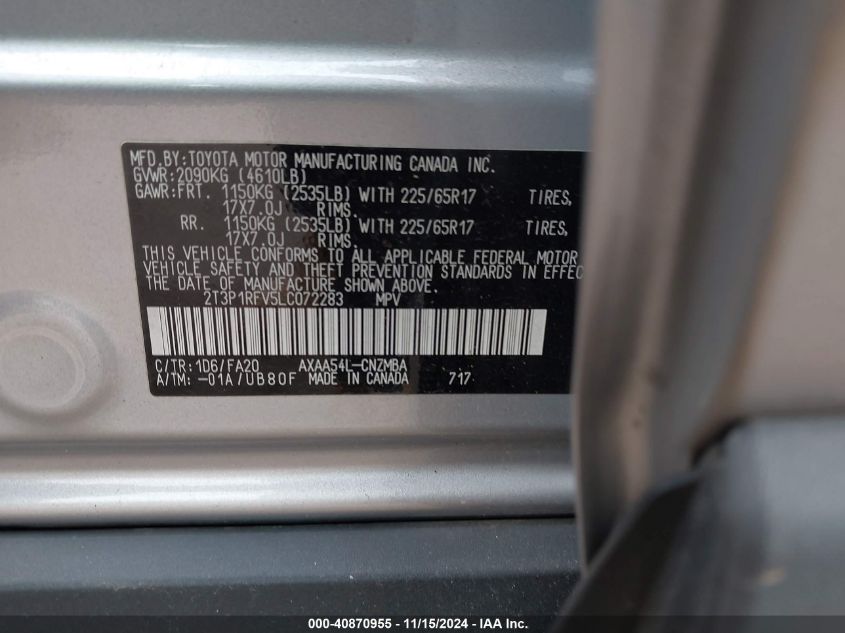 MFD.BY:TOYOTA MOTOR MANUFACTURING CANADA INC.
GVWR:2090KG (4610LB)
GAWR:FRT. 1150KG (2535LB) WITH 225/65R17 TIRES,
17X7.0J RIMS.
RR. 1150KG (2535LB) WITH 225/65R17 TIRES,
17X7.0J RIMS.
THIS VEHICLE CONFORMS TO ALL APPLICABLE FEDERAL MOTOR
VEHICLE SAFETY AND THEFT PREVENTION STANDARDS IN EFFEC
THE DATE OF MANUFACTURE SHOWN ABOVE.
2T3P1RFV5LC072283 MPV
C/TR:1D6/FA20 AXAA54L-CNZMBA
A/TM:-01A/UB80F MADE IN CANADA 717
000-40870955 - 11/15/2024 - IAA Inc.